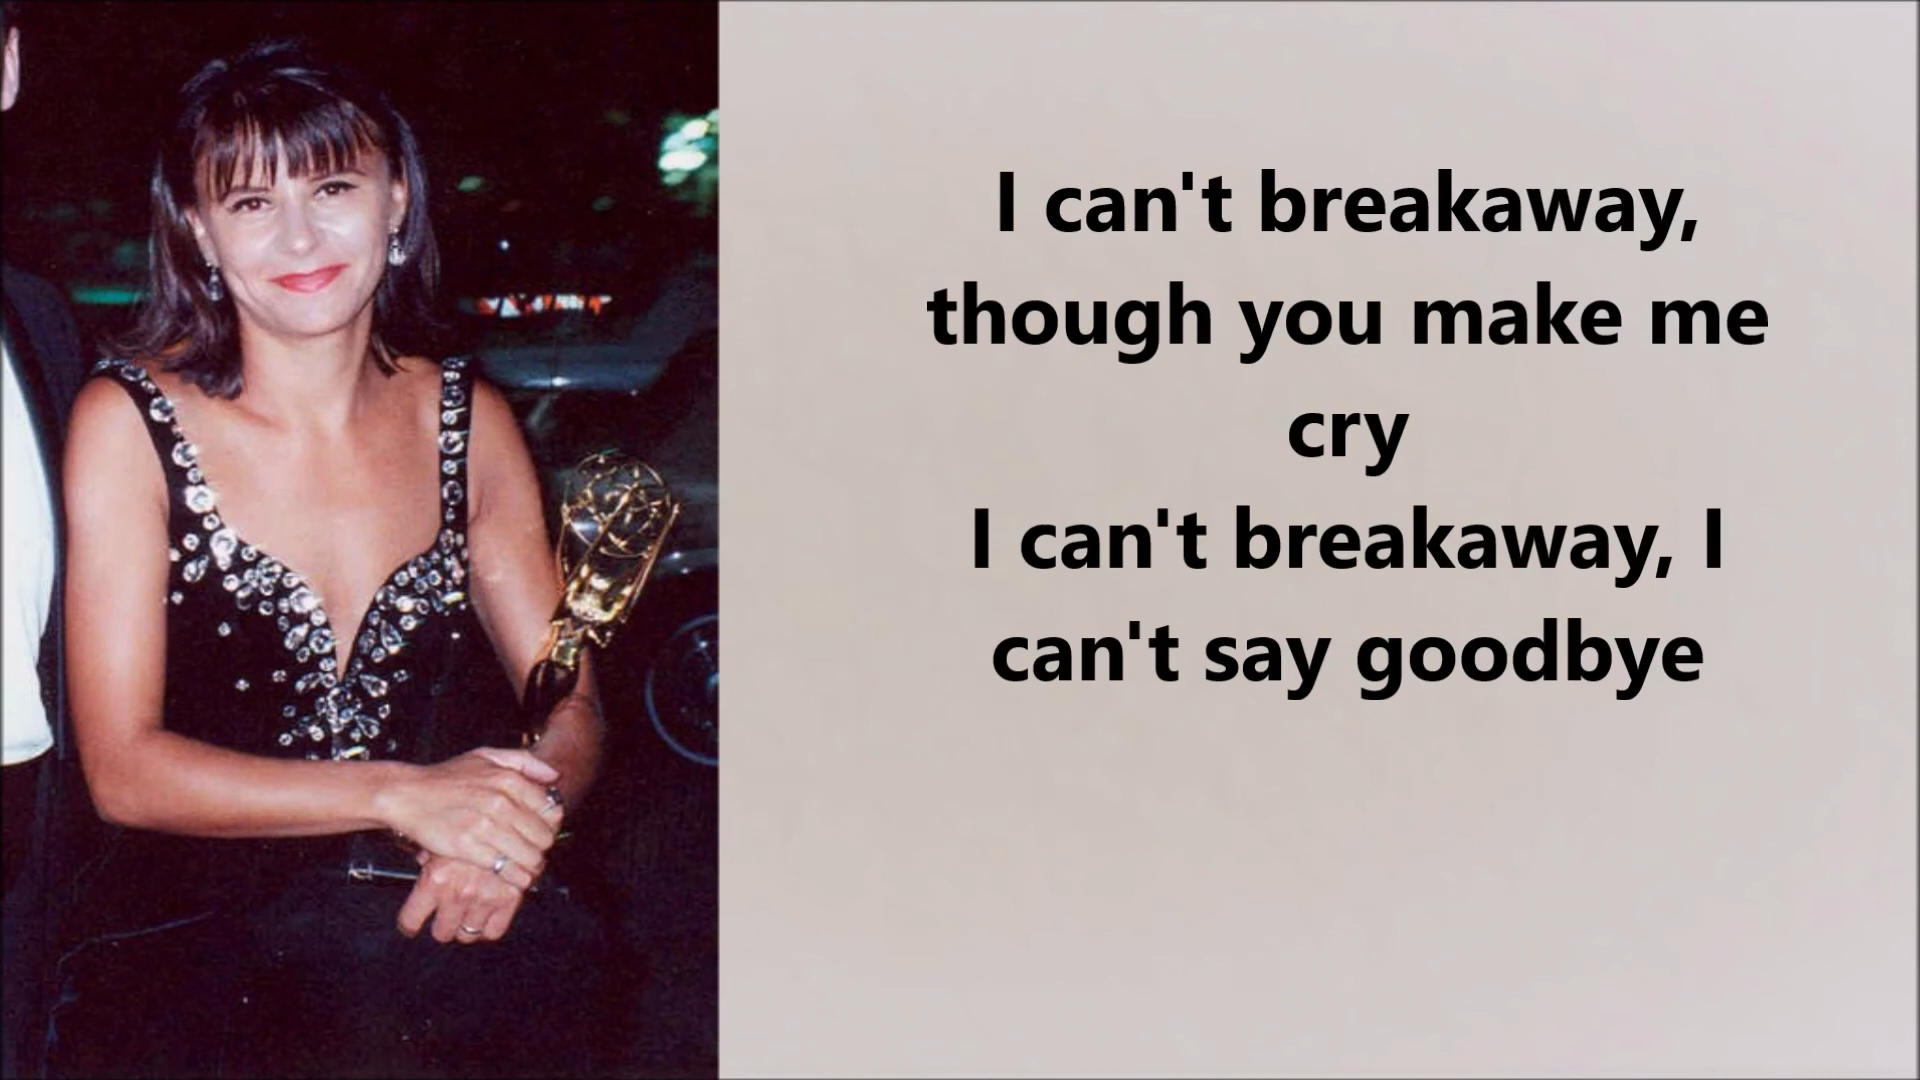 I can't breakaway,
though you make me
cry
I can't breakaway, I
can't say goodbye